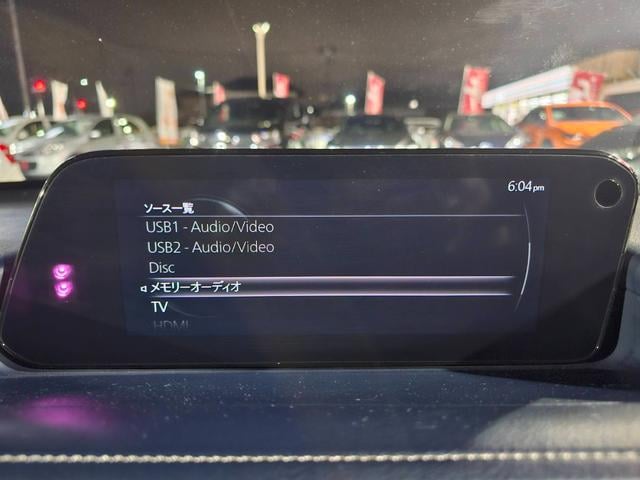 6:04pm
ソース一覧
USB1 - Audio/Video
USB2 - Audio/Video
Disc
メモリーオーディオ
TV
HDMI